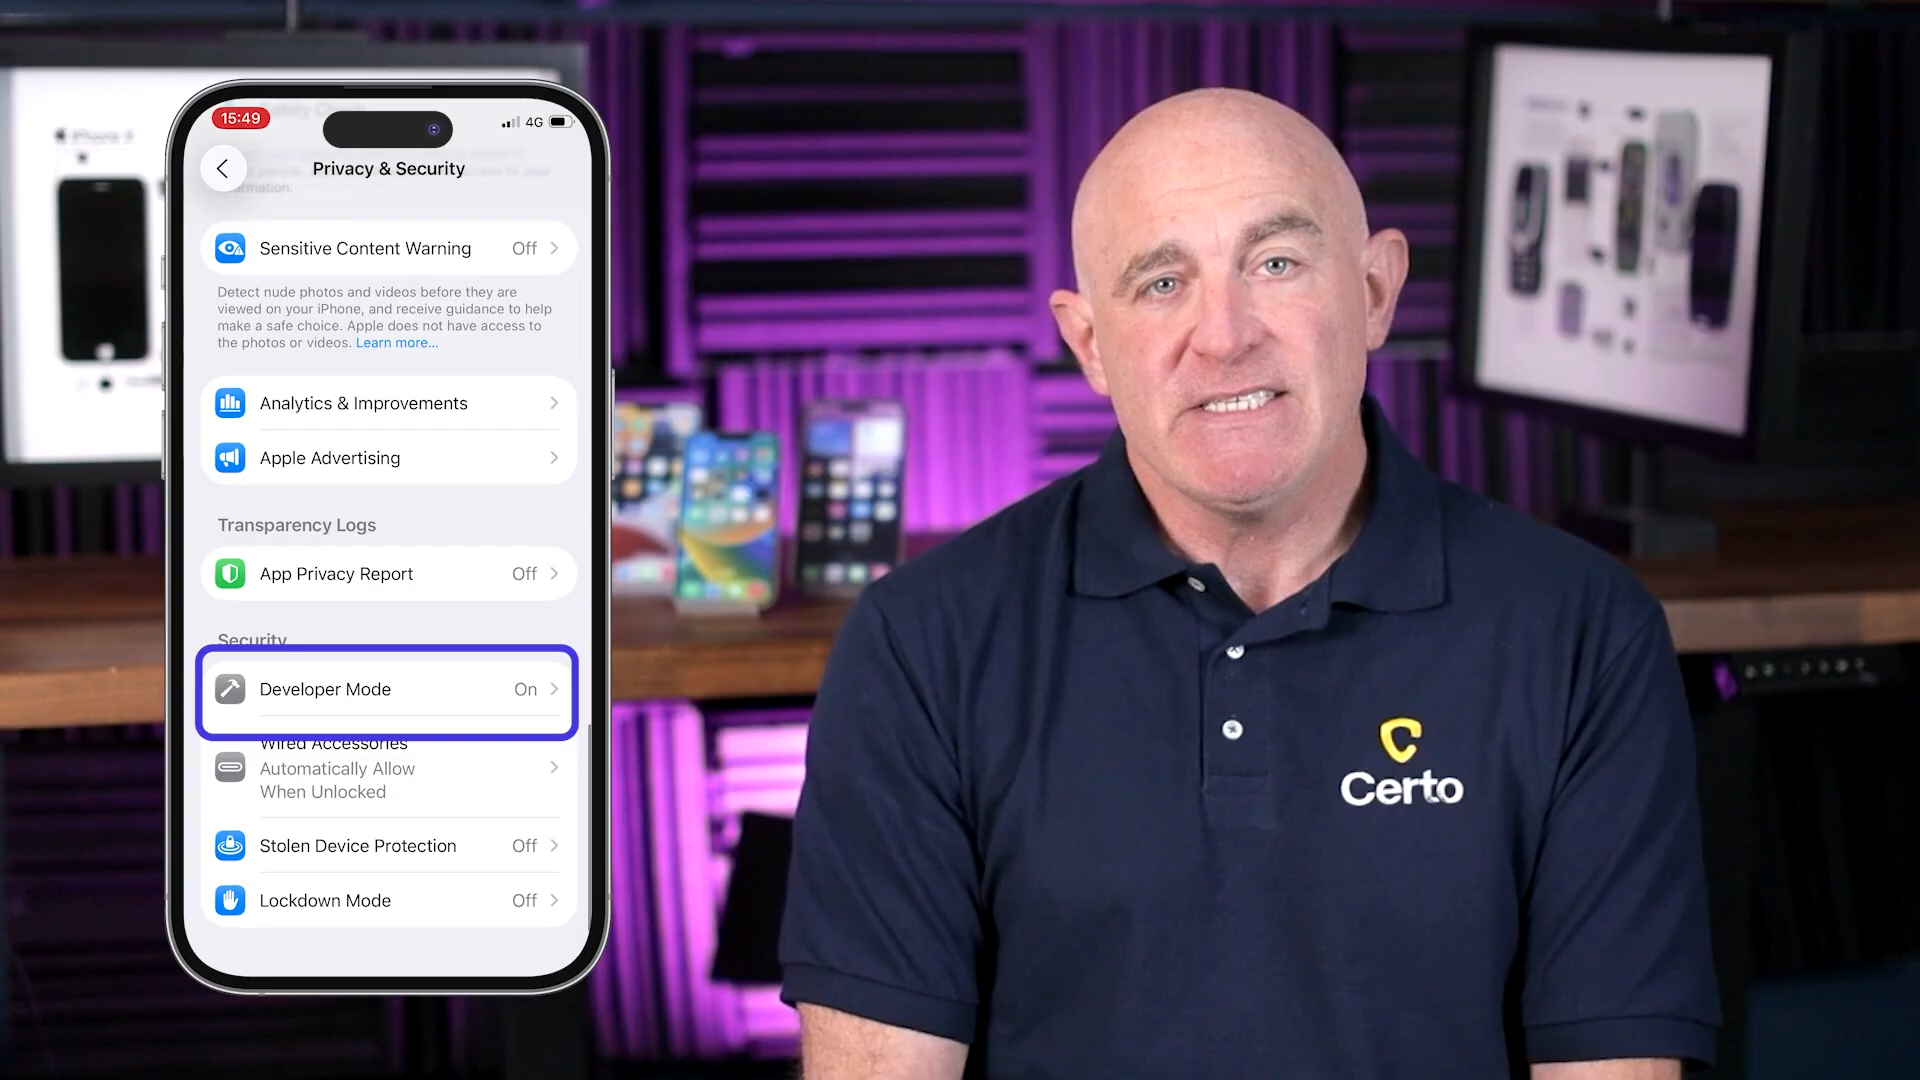 15:49
4G
Privacy & Security
Sensitive Content Warning Off
Detect nude photos and videos before they are
viewed on your iPhone, and receive guidance to help
make a safe choice. Apple does not have access to
the photos or videos. Learn more...
Analytics & Improvements
Apple Advertising
Transparency Logs
App Privacy Report Off
Security
Developer Mode On
Wired Accessories
Automatically Allow
When Unlocked
Stolen Device Protection Off
Lockdown Mode Off
Certo